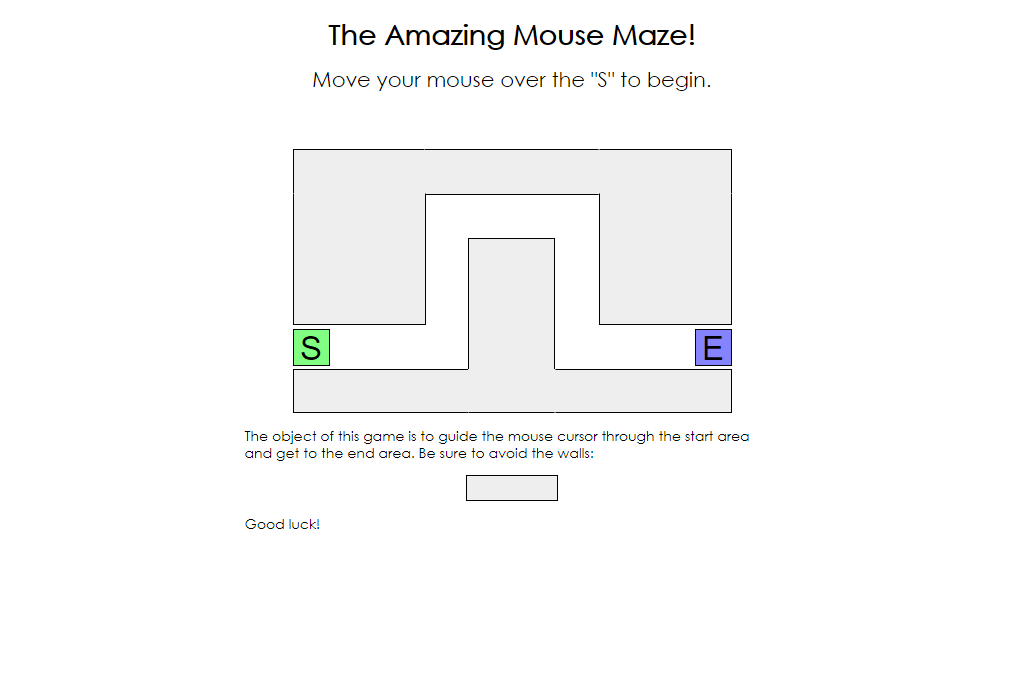 The Amazing Mouse Maze!
Move your mouse over the "S" to begin.
S
E
The object of this game is to guide the mouse cursor through the start area
and get to the end area. Be sure to avoid the walls:
Good luck!